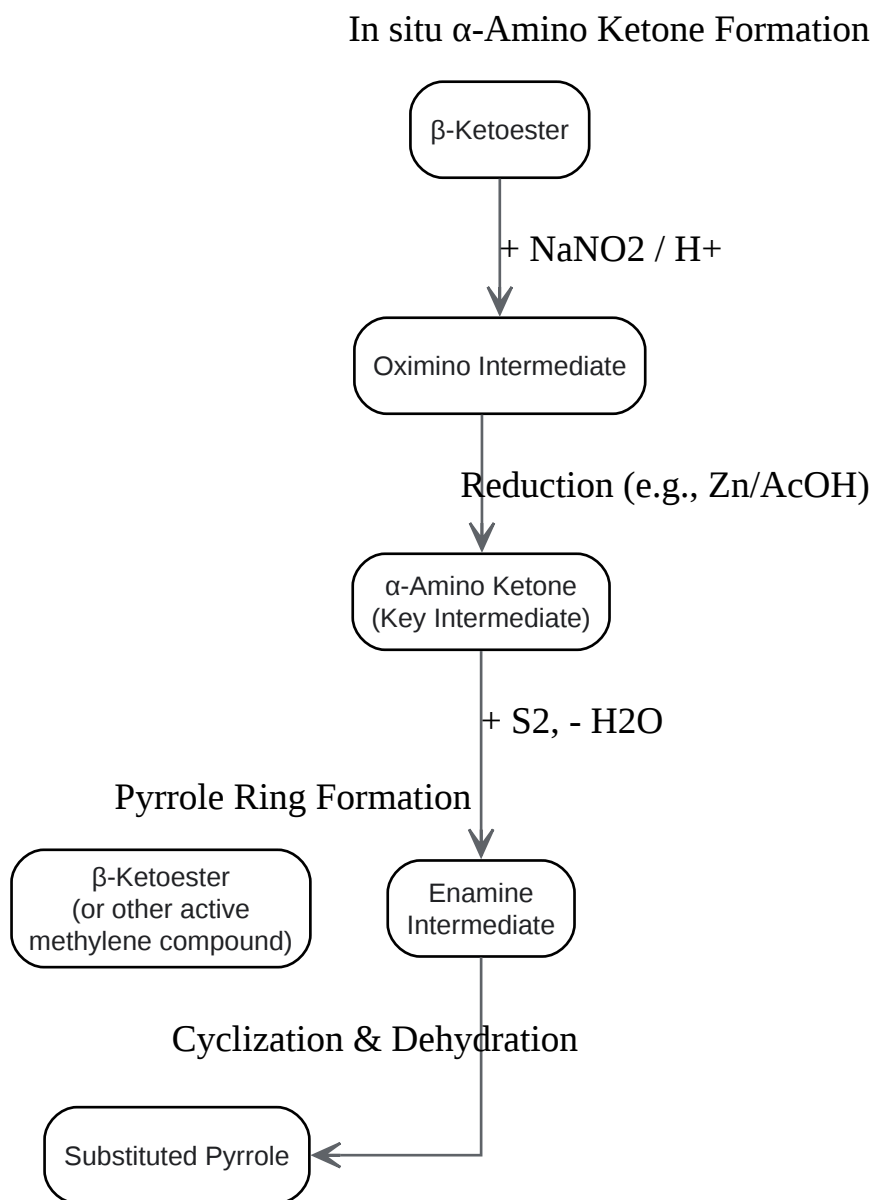 In situ α-Amino Ketone Formation
β-Ketoester
+ NaNO2 / H+
Oximino Intermediate
Reduction (e.g., Zn/AcOH)
α-Amino Ketone
(Key Intermediate)
+ S2, - H2O
Pyrrole Ring Formation
β-Ketoester
(or other active
methylene compound)
Enamine
Intermediate
Cyclization & Dehydration
Substituted Pyrrole